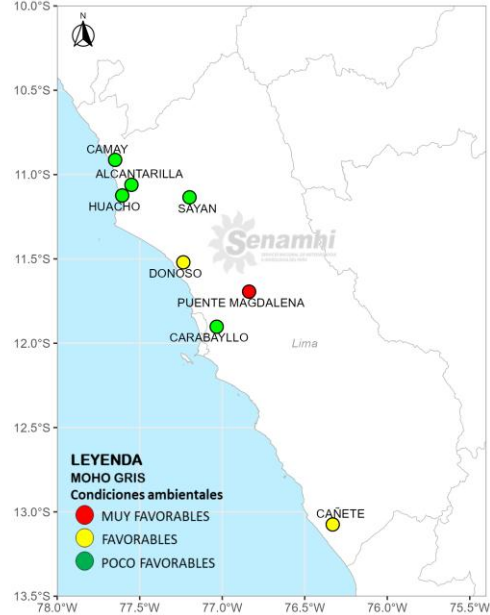 10.0°S
N
10.5°S
CAMAY
11.0°S
ALCANTARILLA
HUACHO
SAYAN
Senamhi
11.5°S
DONOSO
PUENTE MAGDALENA
CARABAYLLO
12.0°S
Lima
12.5°S
LEYENDA
MOHO GRIS
Condiciones ambientales
CAÑETE
13.0°S
MUY FAVORABLES
FAVORABLES
POCO FAVORABLES
13.5°S
78.0°W 77.5°W 77.0°W 76.5°W 76.0°W 75.5°W